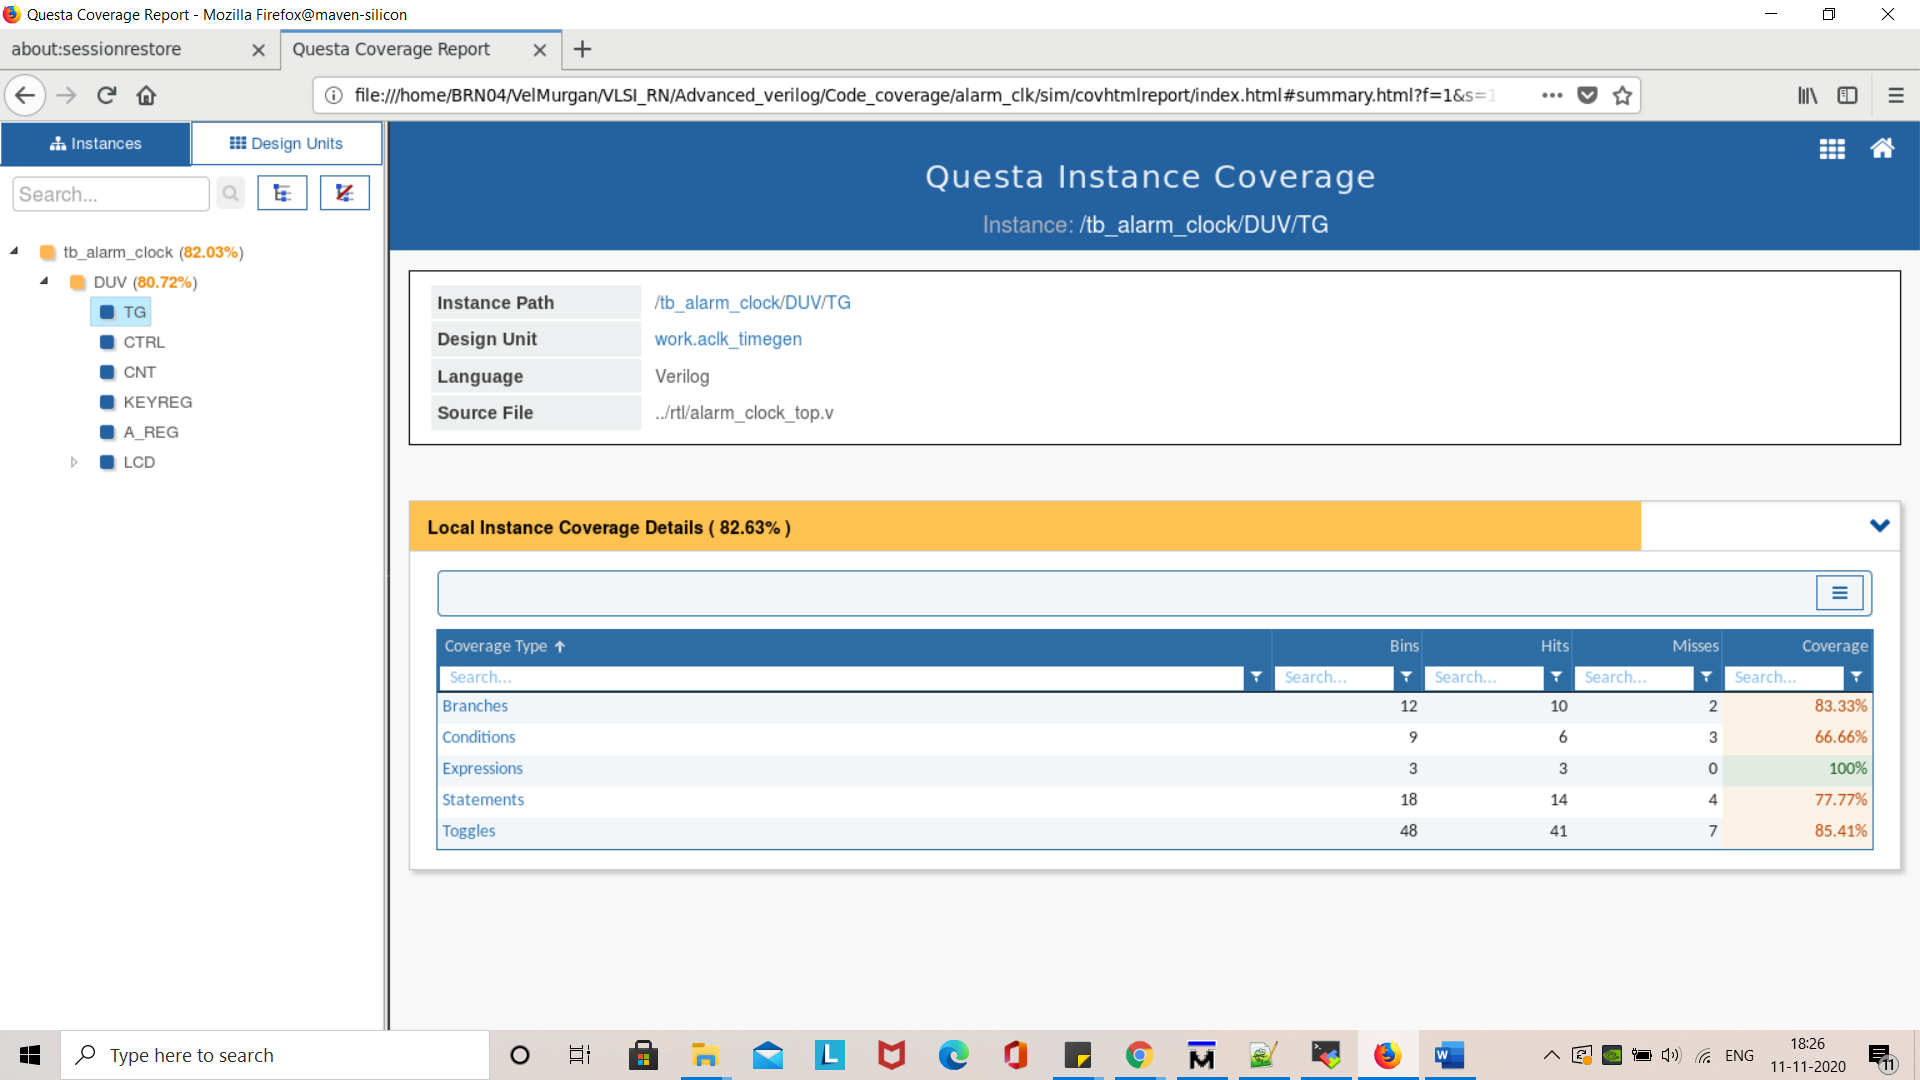 Questa Coverage Report - Mozilla Firefox@maven-silicon
about:sessionrestore
Questa Coverage Report
file:///home/BRN04/VelMurgan/VLSI_RN/Advanced_verilog/Code_coverage/alarm_clk/sim/covhtmlreport/index.html#summary.html?f=1&s=1
Instances
Design Units
Search...
tb_alarm_clock (82.03%)
DUV (80.72%)
TG
CTRL
CNT
KEYREG
A_REG
LCD
Questa Instance Coverage
Instance: /tb_alarm_clock/DUV/TG
Instance Path /tb_alarm_clock/DUV/TG
Design Unit work.aclk_timegen
Language Verilog
Source File ../rtl/alarm_clock_top.v
Local Instance Coverage Details ( 82.63% )
Coverage Type Bins Hits Misses Coverage
Search... Search... Search... Search... Search...
Branches 12 10 2 83.33%
Conditions 9 6 3 66.66%
Expressions 3 3 0 100%
Statements 18 14 4 77.77%
Toggles 48 41 7 85.41%
Type here to search
L
W
ENG
18:26
11-11-2020
11